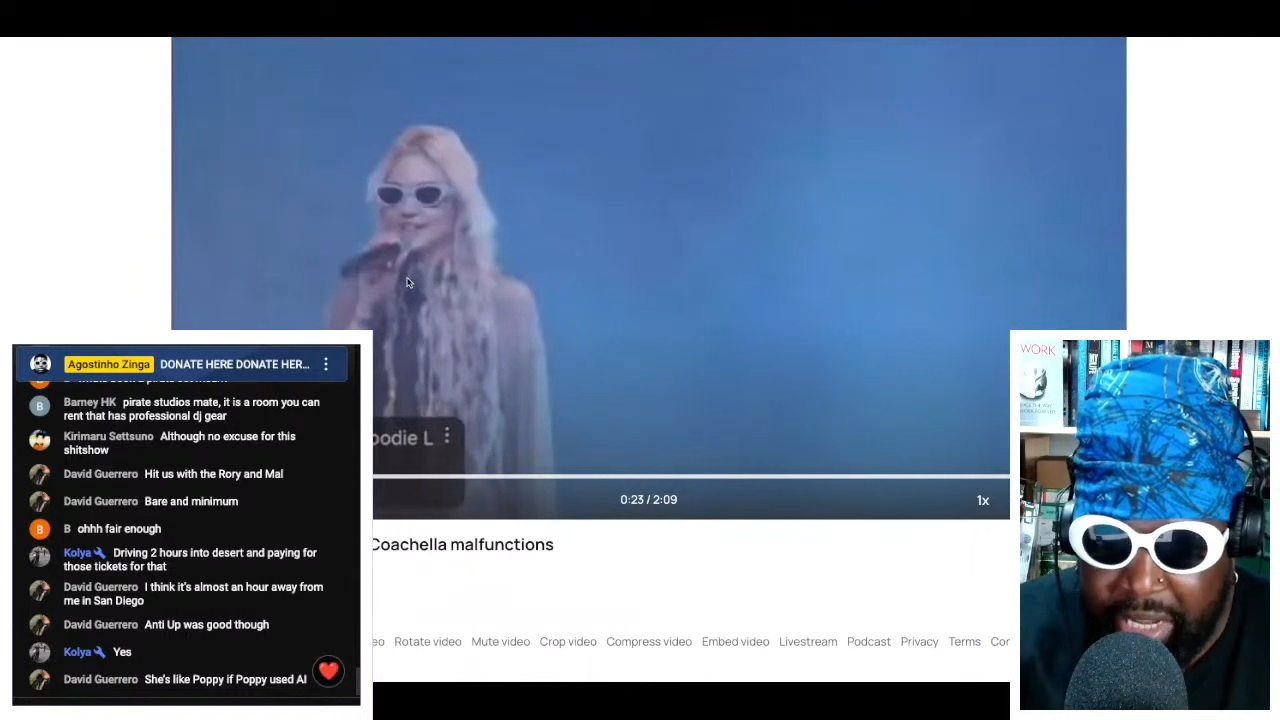 Agostinho Zinga DONATE HERE DONATE HER...
Barney HK pirate studios mate, it is a room you can
rent that has professional dj gear
Kirimaru Settsuno Although no excuse for this
shitshow
David Guerrero Hit us with the Rory and Mal
David Guerrero Bare and minimum
B ohhh fair enough
Kolya Driving 2 hours into desert and paying for
those tickets for that
David Guerrero I think it's almost an hour away from
me in San Diego
David Guerrero Anti Up was good though
Kolya Yes
David Guerrero She's like Poppy if Poppy used AI
oodie L
0:23 / 2:09
1x
Coachella malfunctions
eo Rotate video Mute video Crop video Compress video Embed video Livestream Podcast Privacy Terms Con
WORK